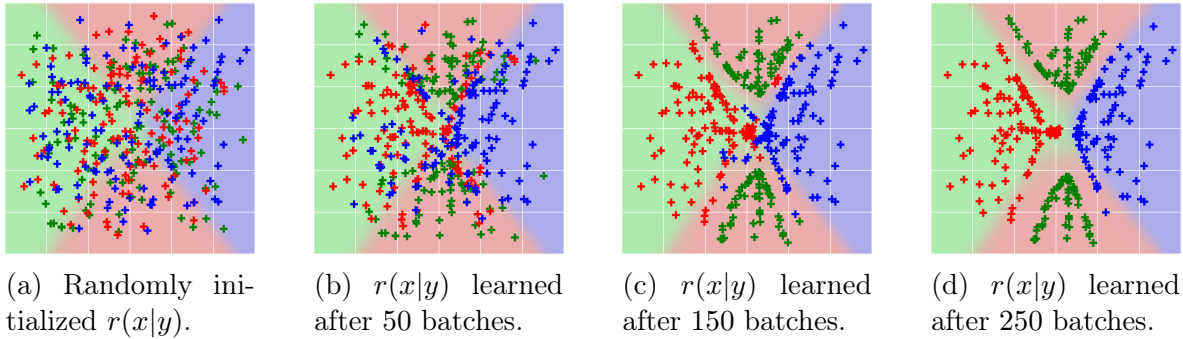 (a) Randomly ini-
tialized r(x|y).
(b) r(x|y) learned
after 50 batches.
(c) r(x|y) learned
after 150 batches.
(d) r(x|y) learned
after 250 batches.